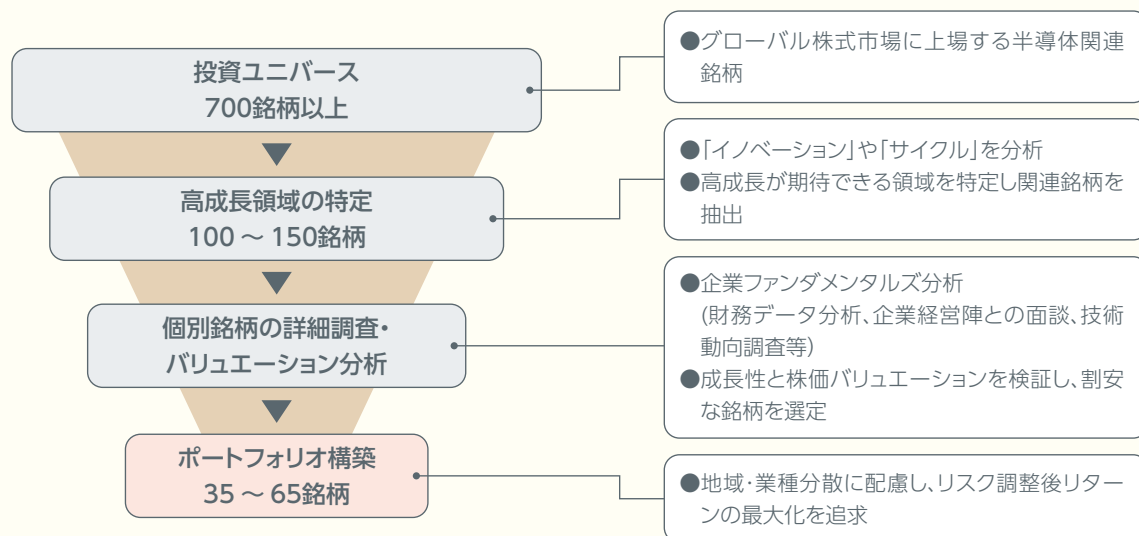 投資ユニバース
700銘柄以上
●グローバル株式市場に上場する半導体関連
銘柄
高成長領域の特定
100 ～ 150銘柄
●「イノベーション」や「サイクル」を分析
●高成長が期待できる領域を特定し関連銘柄を
抽出
個別銘柄の詳細調査・
バリュエーション分析
●企業ファンダメンタルズ分析
(財務データ分析、企業経営陣との面談、技術
動向調査等)
●成長性と株価バリュエーションを検証し、割安
な銘柄を選定
ポートフォリオ構築
35 ～ 65銘柄
●地域・業種分散に配慮し、リスク調整後リター
ンの最大化を追求